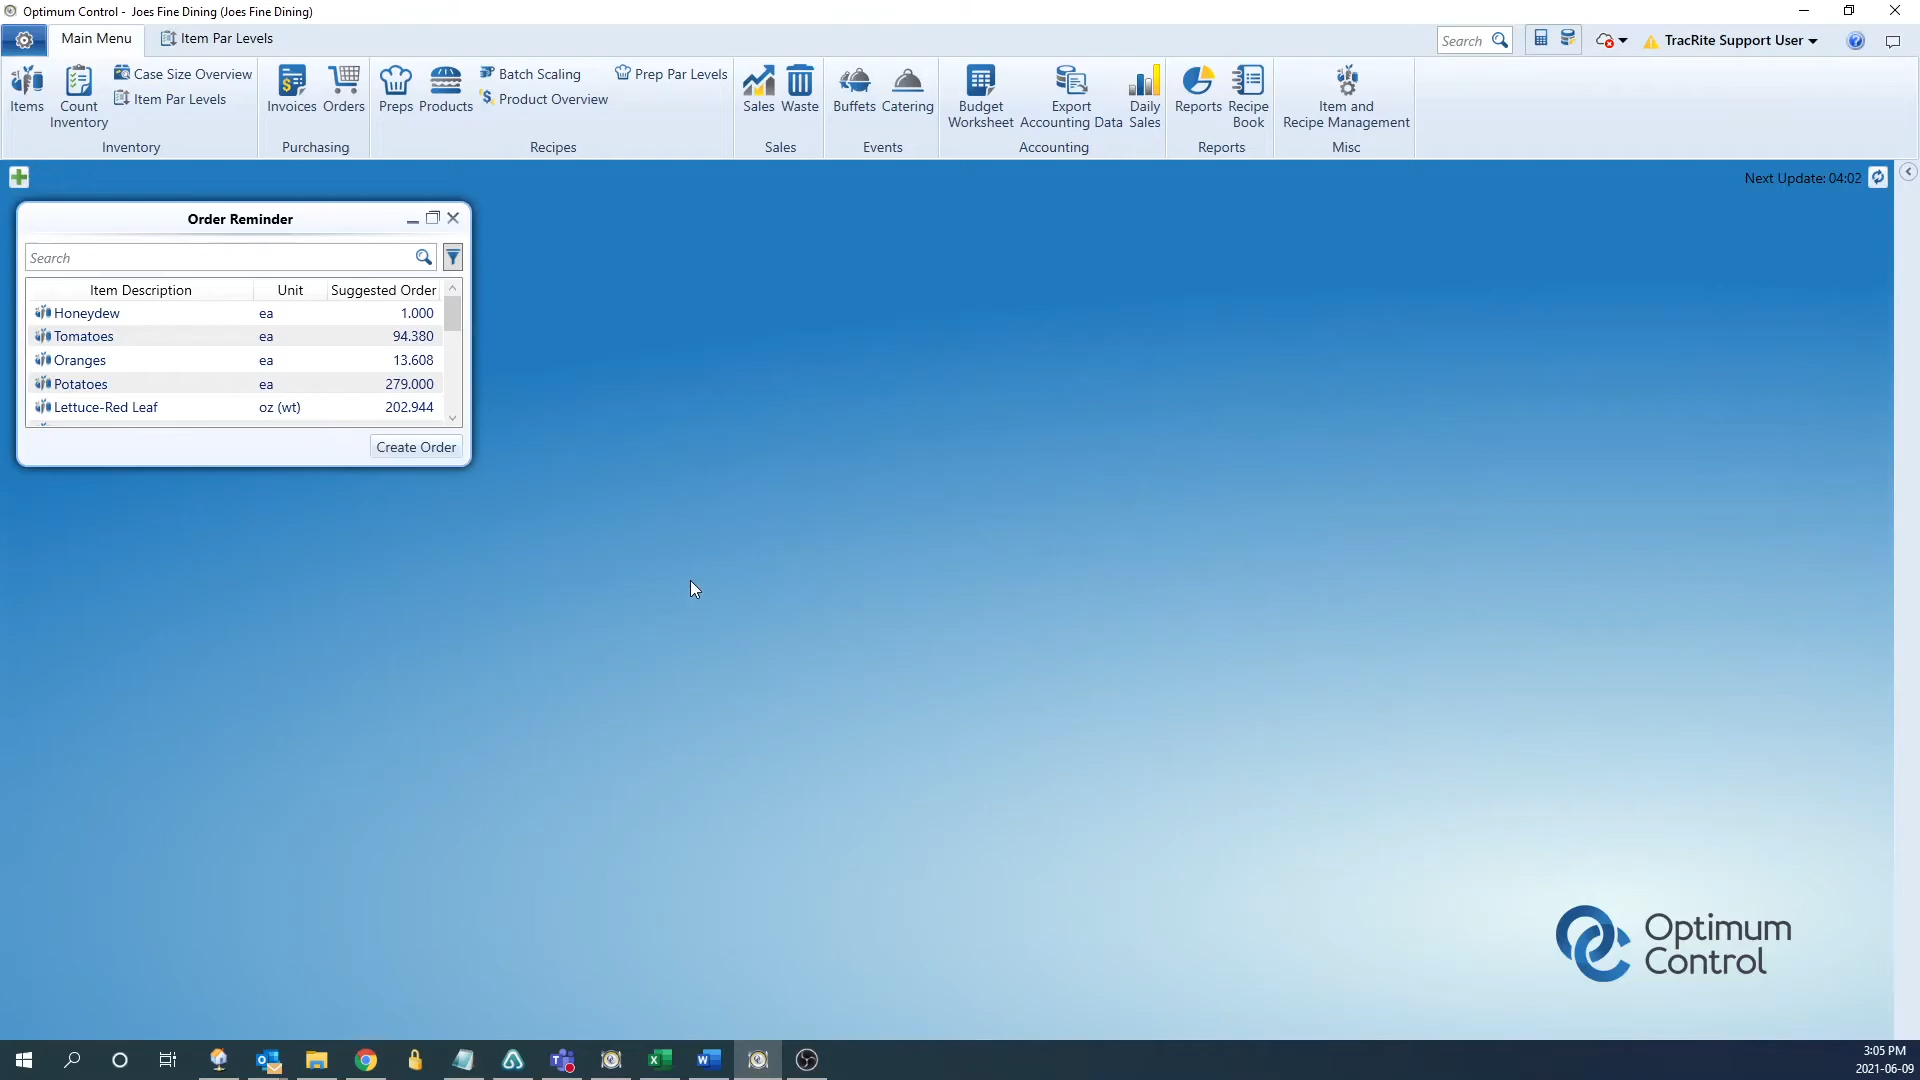 Optimum Control - Joes Fine Dining (Joes Fine Dining)
Main Menu Item Par Levels Search TracRite Support User
Items
Count Inventory
Case Size Overview
Item Par Levels
Inventory
Invoices
Orders
Purchasing
Preps
Products
Batch Scaling
Product Overview
Prep Par Levels
Recipes
Sales
Waste
Sales
Buffets
Catering
Events
Budget Worksheet
Export Accounting Data
Daily Sales
Accounting
Reports
Recipe Book
Reports
Item and Recipe Management
Misc
Next Update: 04:02
Order Reminder
Search
Item Description Unit Suggested Order
Honeydew ea 1.000
Tomatoes ea 94.380
Oranges ea 13.608
Potatoes ea 279.000
Lettuce-Red Leaf oz (wt) 202.944
Create Order
Optimum
Control
3:05 PM
2021-06-09